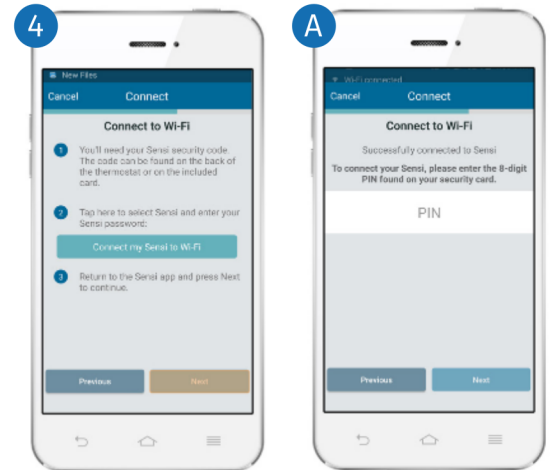 4
New Files
Cancel Connect
Connect to Wi-Fi
1 You'll need your Sensi security code.
The code can be found on the back of
the thermostat or on the included
card.
2 Tap here to select Sensi and enter your
Sensi password:
Connect my Sensi to Wi-Fi
3 Return to the Sensi app and press Next
to continue.
Previous Next
A
Wi-Fi connected
Cancel Connect
Connect to Wi-Fi
Successfully connected to Sensi
To connect your Sensi, please enter the 8-digit
PIN found on your security card.
PIN
Previous Next